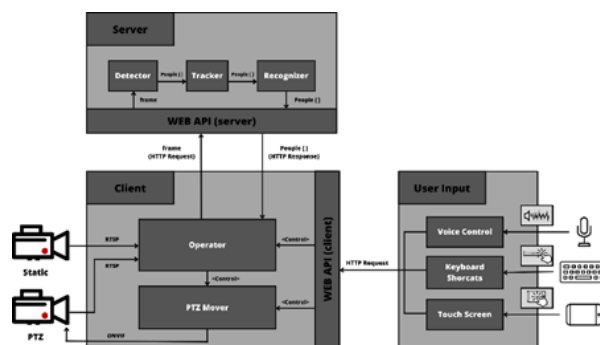 Server
Detector
People [ ]
Tracker
People [ ]
Recognizer
frame
People [ ]
WEB API (server)
Frame
(HTTP Request)
People [ ]
(HTTP Response)
Client
User Input
RTSP
Operator
<Control>
WEB API (client)
Voice Control
Static
RTSP
<Control>
HTTP Request
Keyboard
Shorcats
PTZ Mover
<Control>
Touch Screen
PTZ
ONVIF